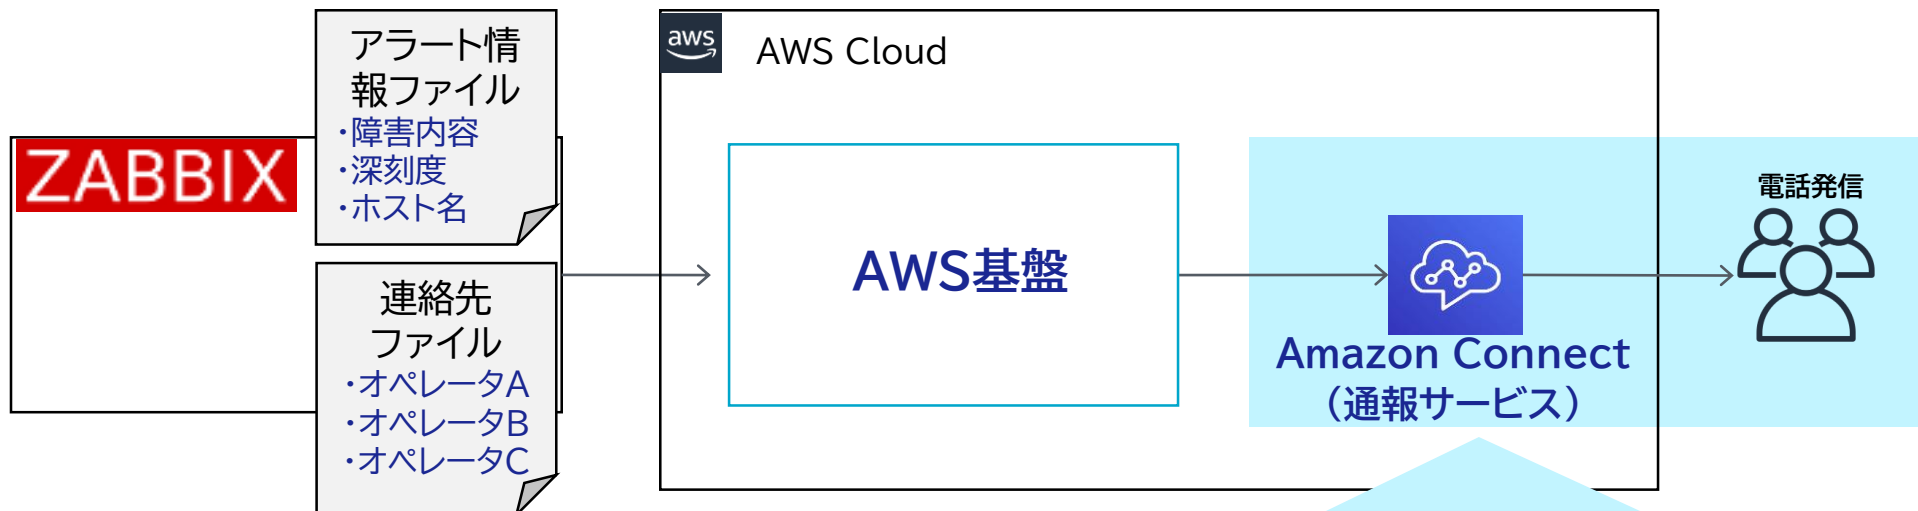 アラート情
報ファイル
・障害内容
・深刻度
・ホスト名
ZABBIX
連絡先
ファイル
・オペレータA
・オペレータB
・オペレータC
aws
AWS Cloud
AWS基盤
Amazon Connect
（通報サービス）
電話発信